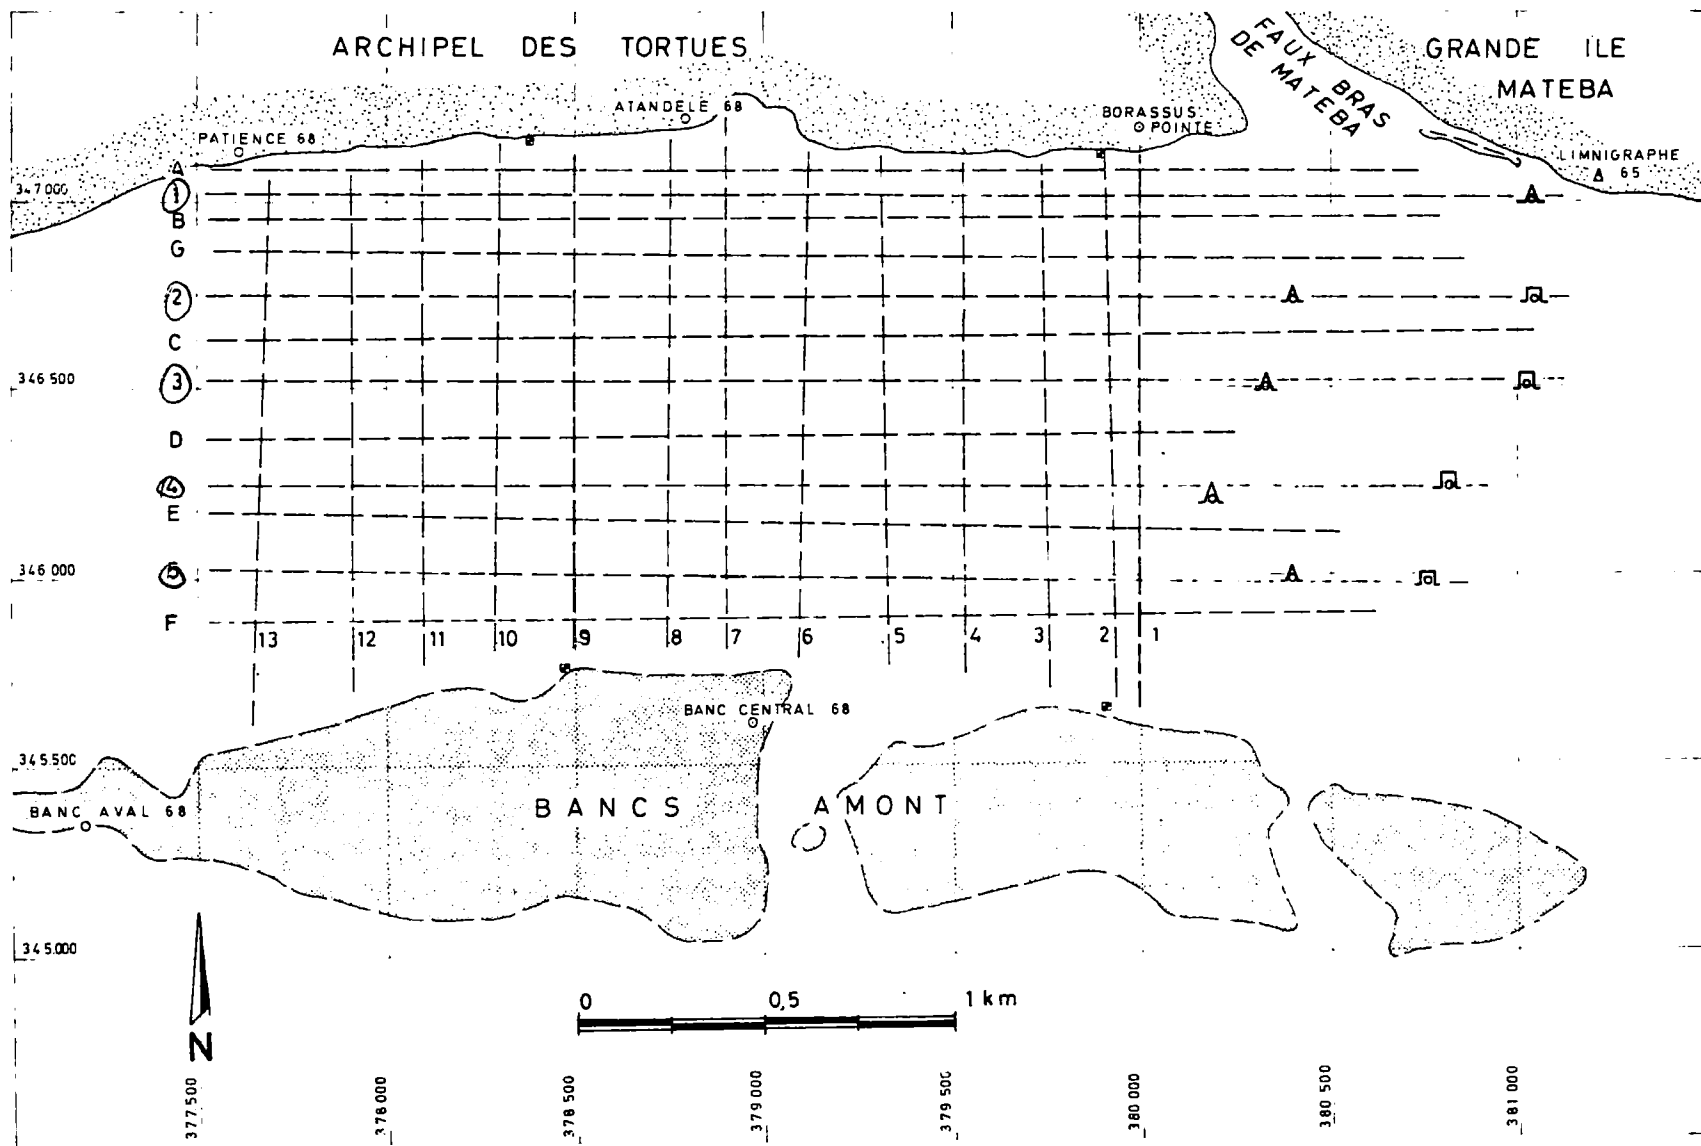 ARCHIPEL DES TORTUES
FAUX BRAS
DE MATEBA
GRANDE ILE
MATEBA
ATANDELE 68
PATIENCE 68
BORASSUS
POINTE
LIMNIGRAPHE
65
A
347 000
1
B
G
2
C
346 500
3
D
4
E
346 000
5
F
13 12 11 10 9 8 7 6 5 4 3 2 1
BANC CENTRAL 68
345 500
BANC AVAL 68
BANCS AMONT
345 000
0 0,5 1 km
N
377 500
378 000
378 500
379 000
379 500
380 000
380 500
381 000